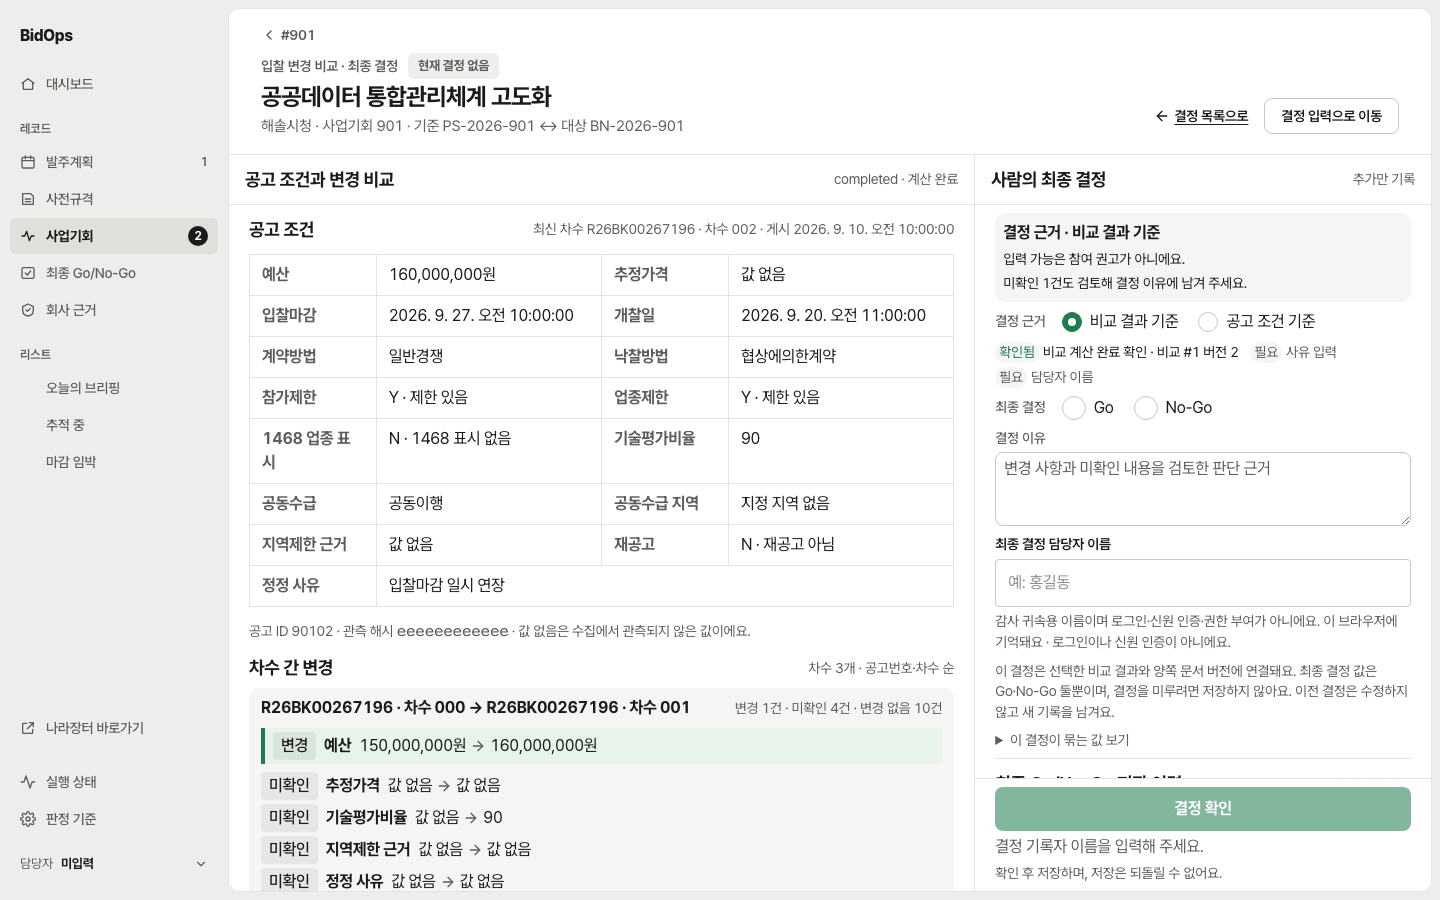 BidOps
대시보드
레코드
발주계획 1
사전규격
사업기회 2
최종 Go/No-Go
회사 근거
리스트
오늘의 브리핑
추적 중
마감 임박
나라장터 바로가기
실행 상태
판정 기준
담당자 미입력
#901
입찰 변경 비교 · 최종 결정 현재 결정 없음
공공데이터 통합관리체계 고도화
해솔시청 · 사업기회 901 · 기준 PS-2026-901 ↔ 대상 BN-2026-901
← 결정 목록으로 결정 입력으로 이동
공고 조건과 변경 비교 completed · 계산 완료
공고 조건 최신 차수 R26BK00267196 · 차수 002 · 게시 2026. 9. 10. 오전 10:00:00
예산 160,000,000원 추정가격 값 없음
입찰마감 2026. 9. 27. 오전 10:00:00 개찰일 2026. 9. 20. 오전 11:00:00
계약방법 일반경쟁 낙찰방법 협상에의한계약
참가제한 Y · 제한 있음 업종제한 Y · 제한 있음
1468 업종 표시 N · 1468 표시 없음 기술평가비율 90
공동수급 공동이행 공동수급 지역 지정 지역 없음
지역제한 근거 값 없음 재공고 N · 재공고 아님
정정 사유 입찰마감 일시 연장
공고 ID 90102 · 관측 해시 eeeeeeeeeeee · 값 없음은 수집에서 관측되지 않은 값이에요.
차수 간 변경 차수 3개 · 공고번호·차수 순
R26BK00267196 · 차수 000 → R26BK00267196 · 차수 001 변경 1건 · 미확인 4건 · 변경 없음 10건
변경 예산 150,000,000원 → 160,000,000원
미확인 추정가격 값 없음 → 값 없음
미확인 기술평가비율 값 없음 → 90
미확인 지역제한 근거 값 없음 → 값 없음
미확인 정정 사유 값 없음 → 값 없음
사람의 최종 결정 추가만 기록
결정 근거 · 비교 결과 기준
입력 가능은 참여 권고가 아니에요.
미확인 1건도 검토해 결정 이유에 남겨 주세요.
결정 근거 비교 결과 기준 공고 조건 기준
확인됨 비교 계산 완료 확인 · 비교 #1 버전 2 필요 사유 입력
필요 담당자 이름
최종 결정 Go No-Go
결정 이유
변경 사항과 미확인 내용을 검토한 판단 근거
최종 결정 담당자 이름
예: 홍길동
감사 귀속용 이름이며 로그인·신원 인증·권한 부여가 아니에요. 이 브라우저에
기억돼요 · 로그인이나 신원 인증이 아니에요.
이 결정은 선택한 비교 결과와 양쪽 문서 버전에 연결돼요. 최종 결정 값은
Go·No-Go 둘뿐이며, 결정을 미루려면 저장하지 않아요. 이전 결정은 수정하지
않고 새 기록을 남겨요.
▶ 이 결정이 묶는 값 보기
결정 확인
결정 기록자 이름을 입력해 주세요.
확인 후 저장하며, 저장은 되돌릴 수 없어요.